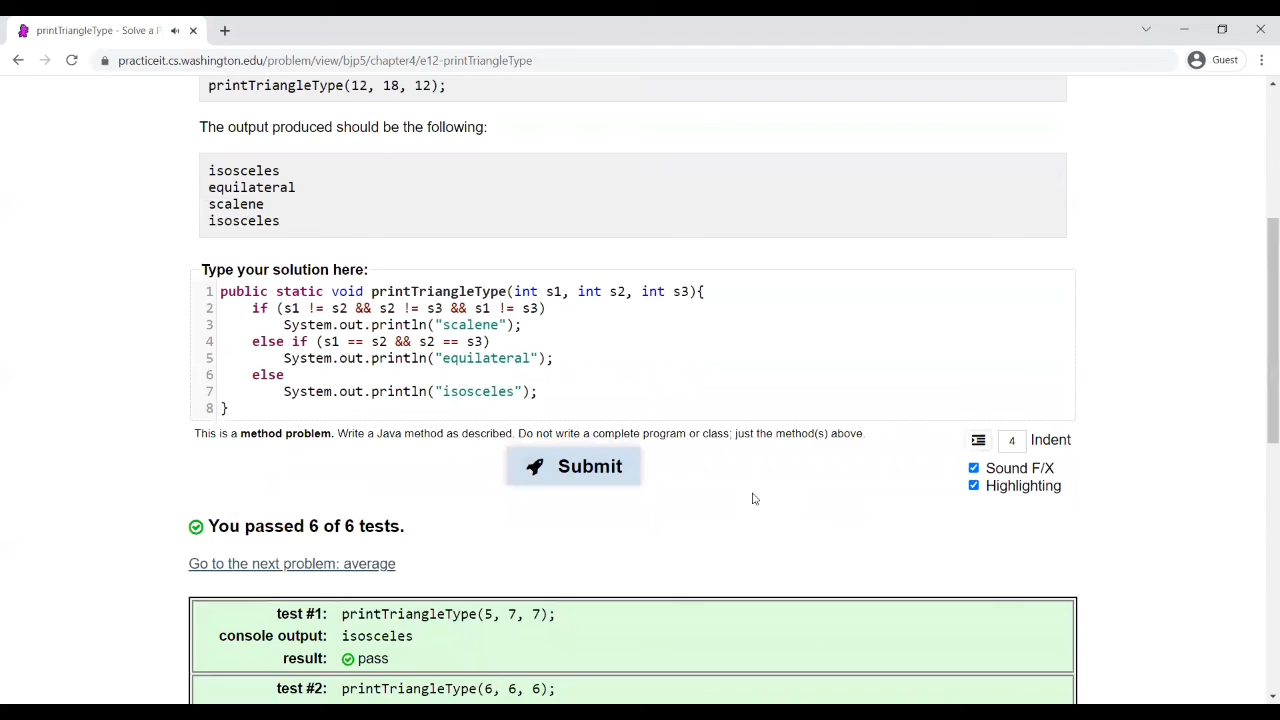 printTriangleType - Solve a P
practiceit.cs.washington.edu/problem/view/bjp5/chapter4/e12-printTriangleType
Guest
printTriangleType(12, 18, 12);
The output produced should be the following:
isosceles
equilateral
scalene
isosceles
Type your solution here:
1 public static void printTriangleType(int s1, int s2, int s3){
2     if (s1 != s2 && s2 != s3 && s1 != s3)
3         System.out.println("scalene");
4     else if (s1 == s2 && s2 == s3)
5         System.out.println("equilateral");
6     else
7         System.out.println("isosceles");
8 }
This is a method problem. Write a Java method as described. Do not write a complete program or class; just the method(s) above.
4 Indent
Submit
Sound F/X
Highlighting
You passed 6 of 6 tests.
Go to the next problem: average
test #1: printTriangleType(5, 7, 7);
console output: isosceles
result: pass
test #2: printTriangleType(6, 6, 6);